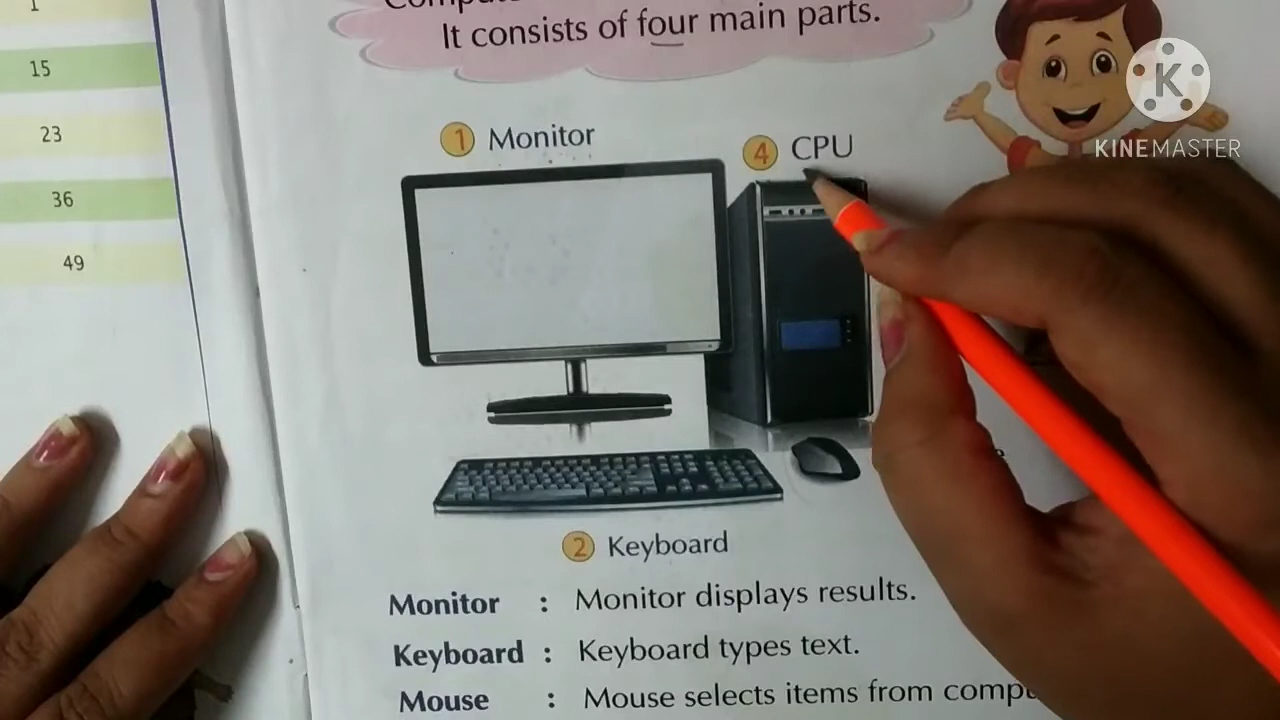 It consists of four main parts.
1
15
23
36
49
1 Monitor
4 CPU
K
KINEMASTER
2 Keyboard
Monitor : Monitor displays results.
Keyboard : Keyboard types text.
Mouse : Mouse selects items from